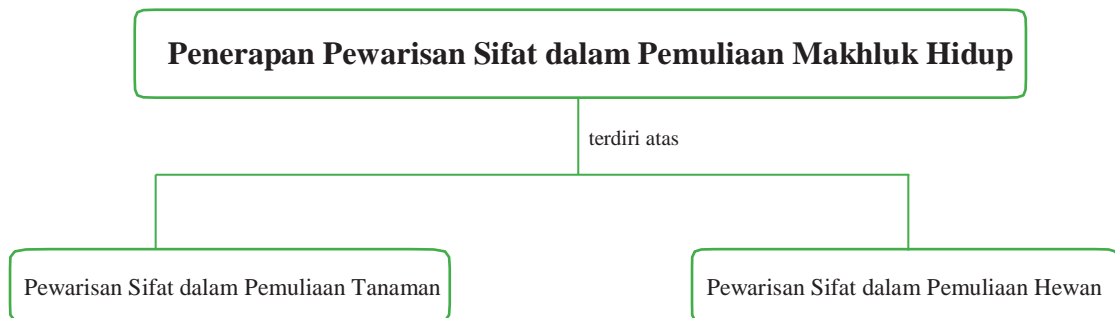 Penerapan Pewarisan Sifat dalam Pemuliaan Makhluk Hidup
terdiri atas
Pewarisan Sifat dalam Pemuliaan Tanaman
Pewarisan Sifat dalam Pemuliaan Hewan